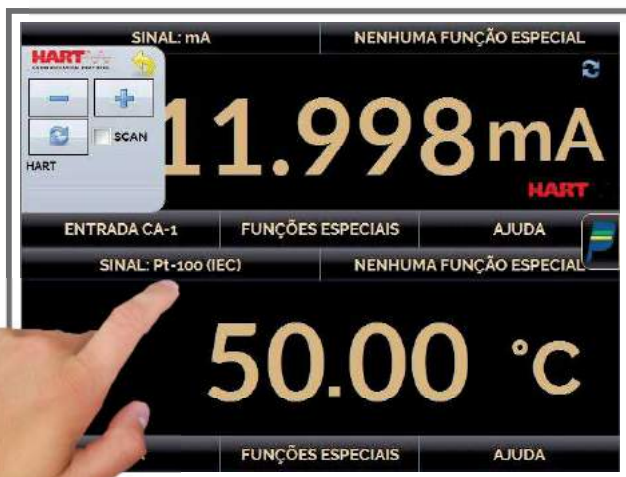 SINAL: mA NENHUMA FUNÇÃO ESPECIAL
HART
SCAN
HART
11.998 mA
HART
ENTRADA CA-1 FUNÇÕES ESPECIAIS AJUDA
SINAL: Pt-100 (IEC) NENHUMA FUNÇÃO ESPECIAL
50.00 °C
FUNÇÕES ESPECIAIS AJUDA